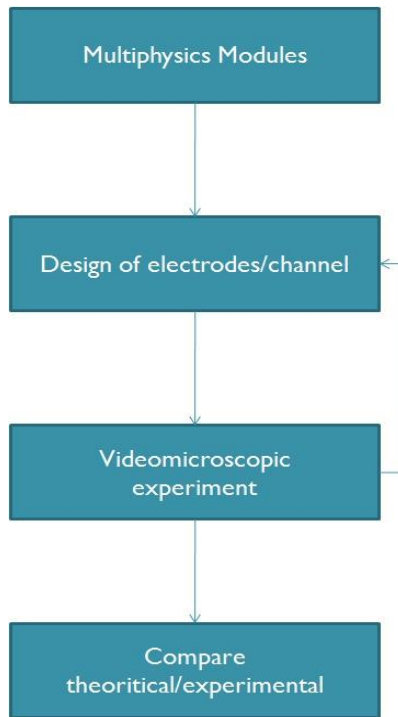 Multiphysics Modules
Design of electrodes/channel
Videomicroscopic
experiment
Compare
theoritical/experimental